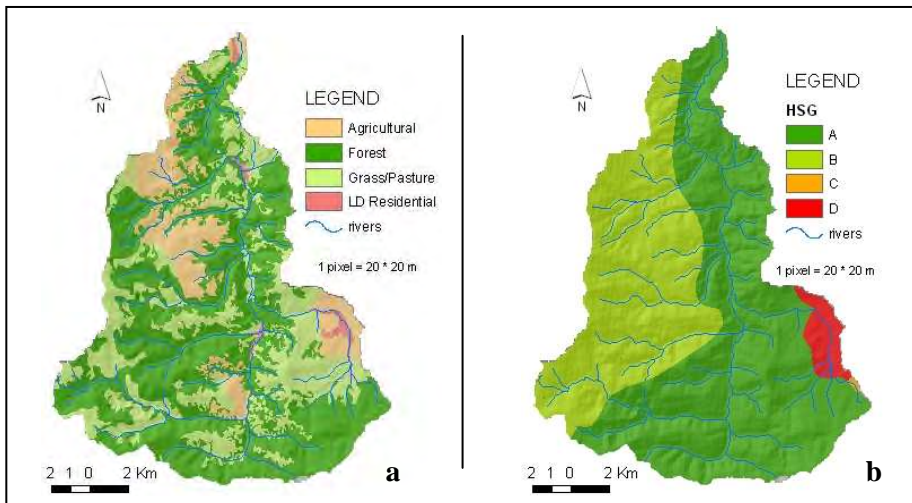 N
LEGEND
Agricultural
Forest
Grass/Pasture
LD Residential
rivers
1 pixel = 20 * 20 m
2 1 0 2 Km
a
N
LEGEND
HSG
A
B
C
D
rivers
1 pixel = 20 * 20 m
2 1 0 2 Km
b